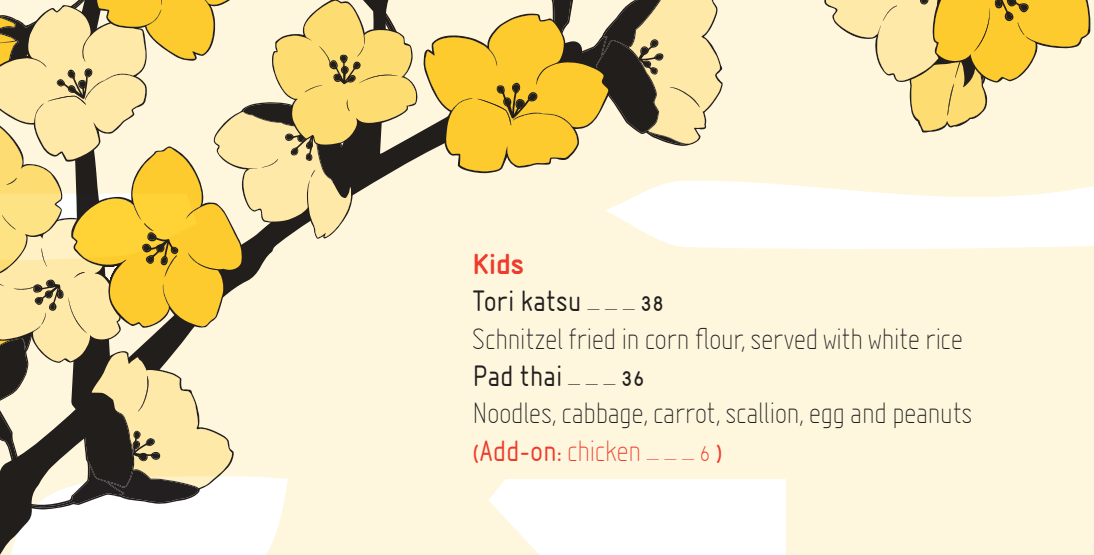 Kids
Tori katsu _ _ _ 38
Schnitzel fried in corn flour, served with white rice
Pad thai _ _ _ 36
Noodles, cabbage, carrot, scallion, egg and peanuts
(Add-on: chicken _ _ _ 6 )